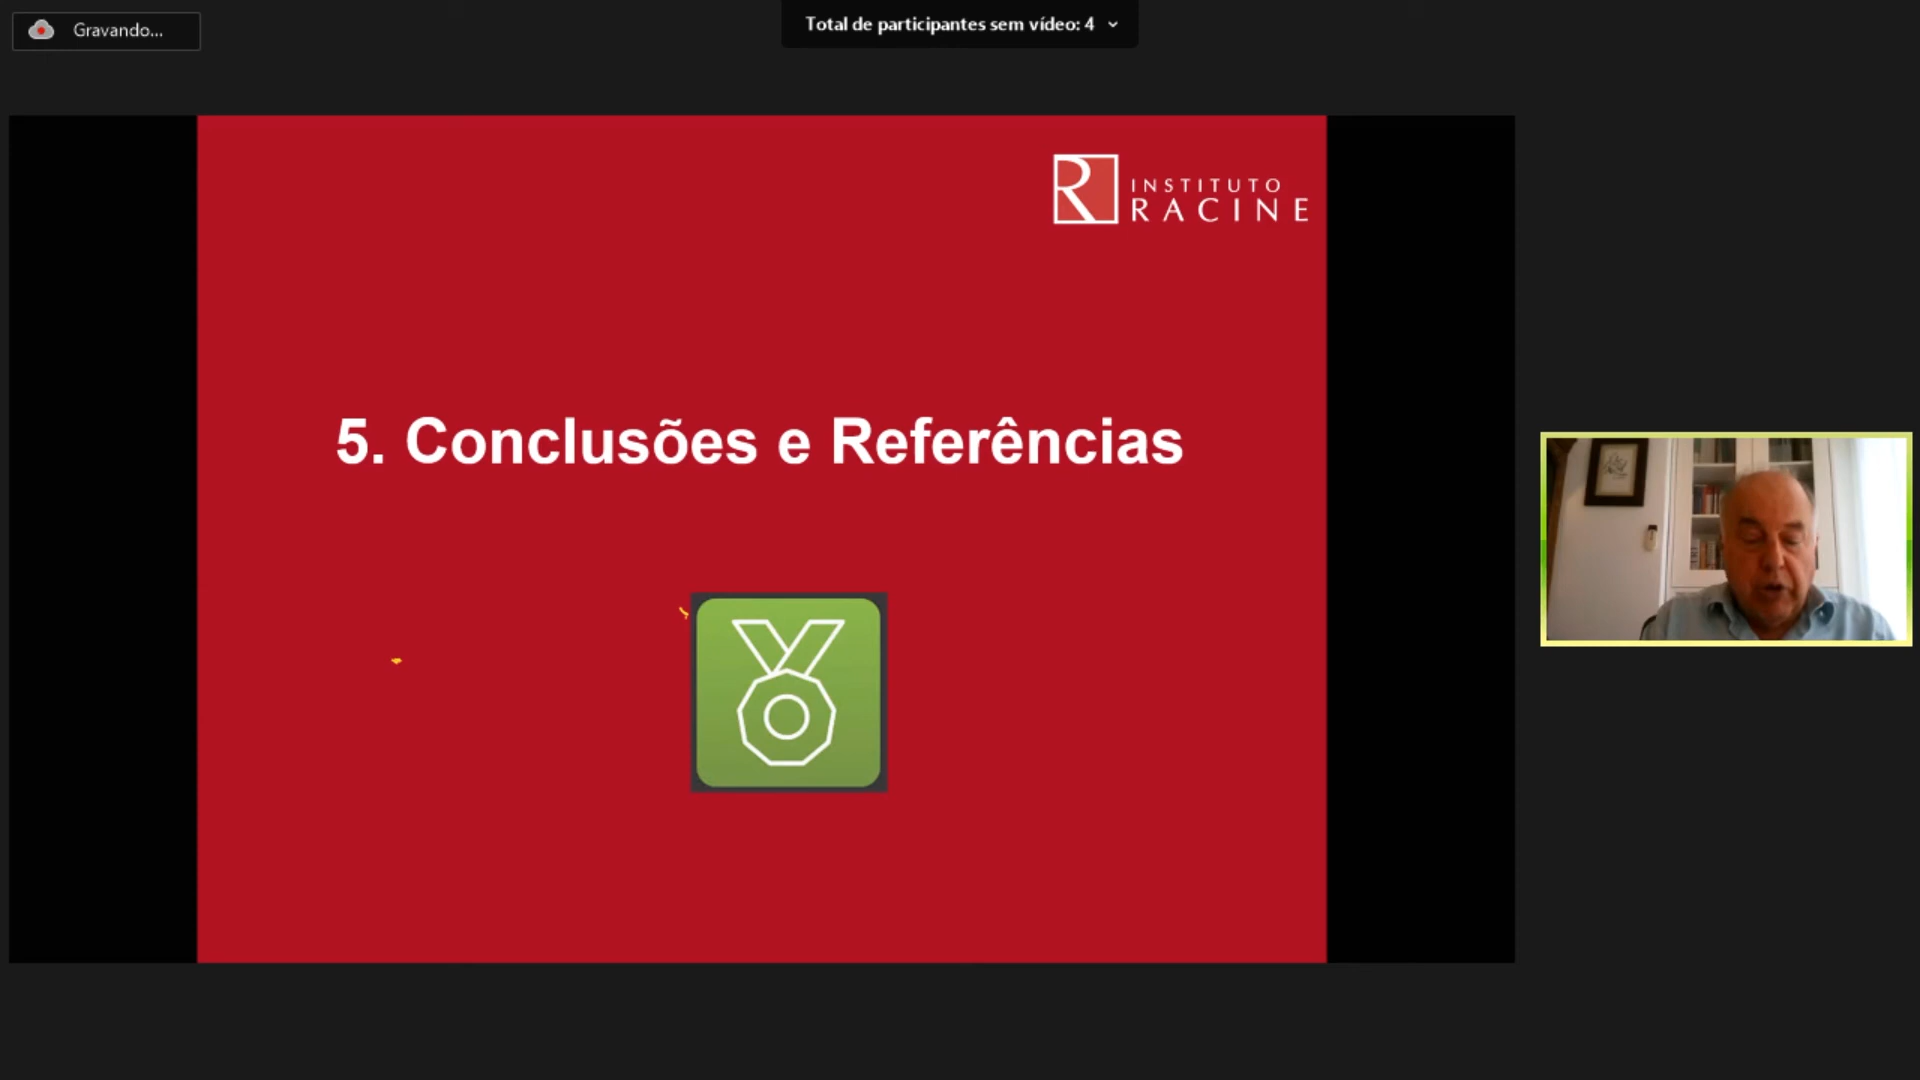 Gravando...
Total de participantes sem vídeo: 4
INSTITUTO
RACINE
5. Conclusões e Referências